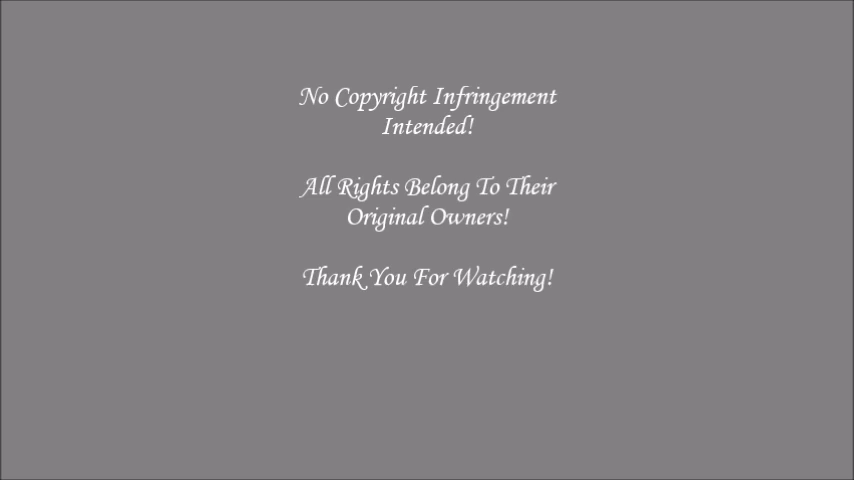 No Copyright Infringement
Intended!
All Rights Belong To Their
Original Owners!
Thank You For Watching!